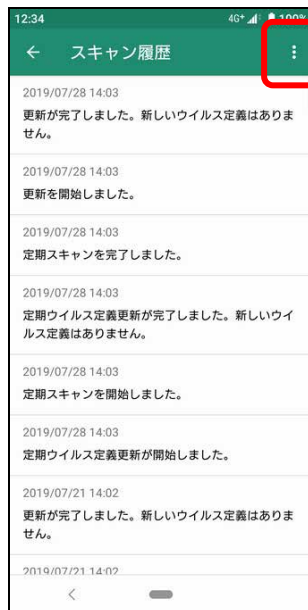 12:34
4G+
100%
スキャン履歴
2019/07/28 14:03
更新が完了しました。新しいウイルス定義はありま
せん。
2019/07/28 14:03
更新を開始しました。
2019/07/28 14:03
定期スキャンを完了しました。
2019/07/28 14:03
定期ウイルス定義更新が完了しました。新しいウイ
ルス定義はありません。
2019/07/28 14:03
定期スキャンを開始しました。
2019/07/28 14:03
定期ウイルス定義更新が開始しました。
2019/07/21 14:02
更新が完了しました。新しいウイルス定義はありま
せん。
2019/07/21 14:02